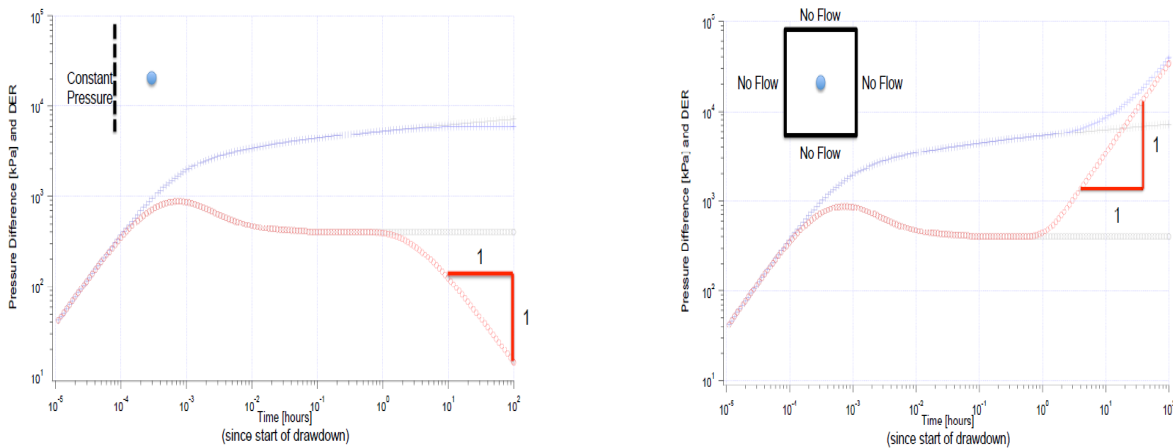 10^5
10^4
10^3
10^2
10^1
Pressure Difference [kPa] and DER
Constant
Pressure
1
1
10^-5
10^-4
10^-3
10^-2
10^-1
10^0
10^1
10^2
Time [hours]
(since start of drawdown)
No Flow
No Flow
No Flow
No Flow
10^5
10^4
10^3
10^2
10^1
Pressure Difference [kPa] and DER
1
1
10^-5
10^-4
10^-3
10^-2
10^-1
10^0
10^1
Time [hours]
(since start of drawdown)